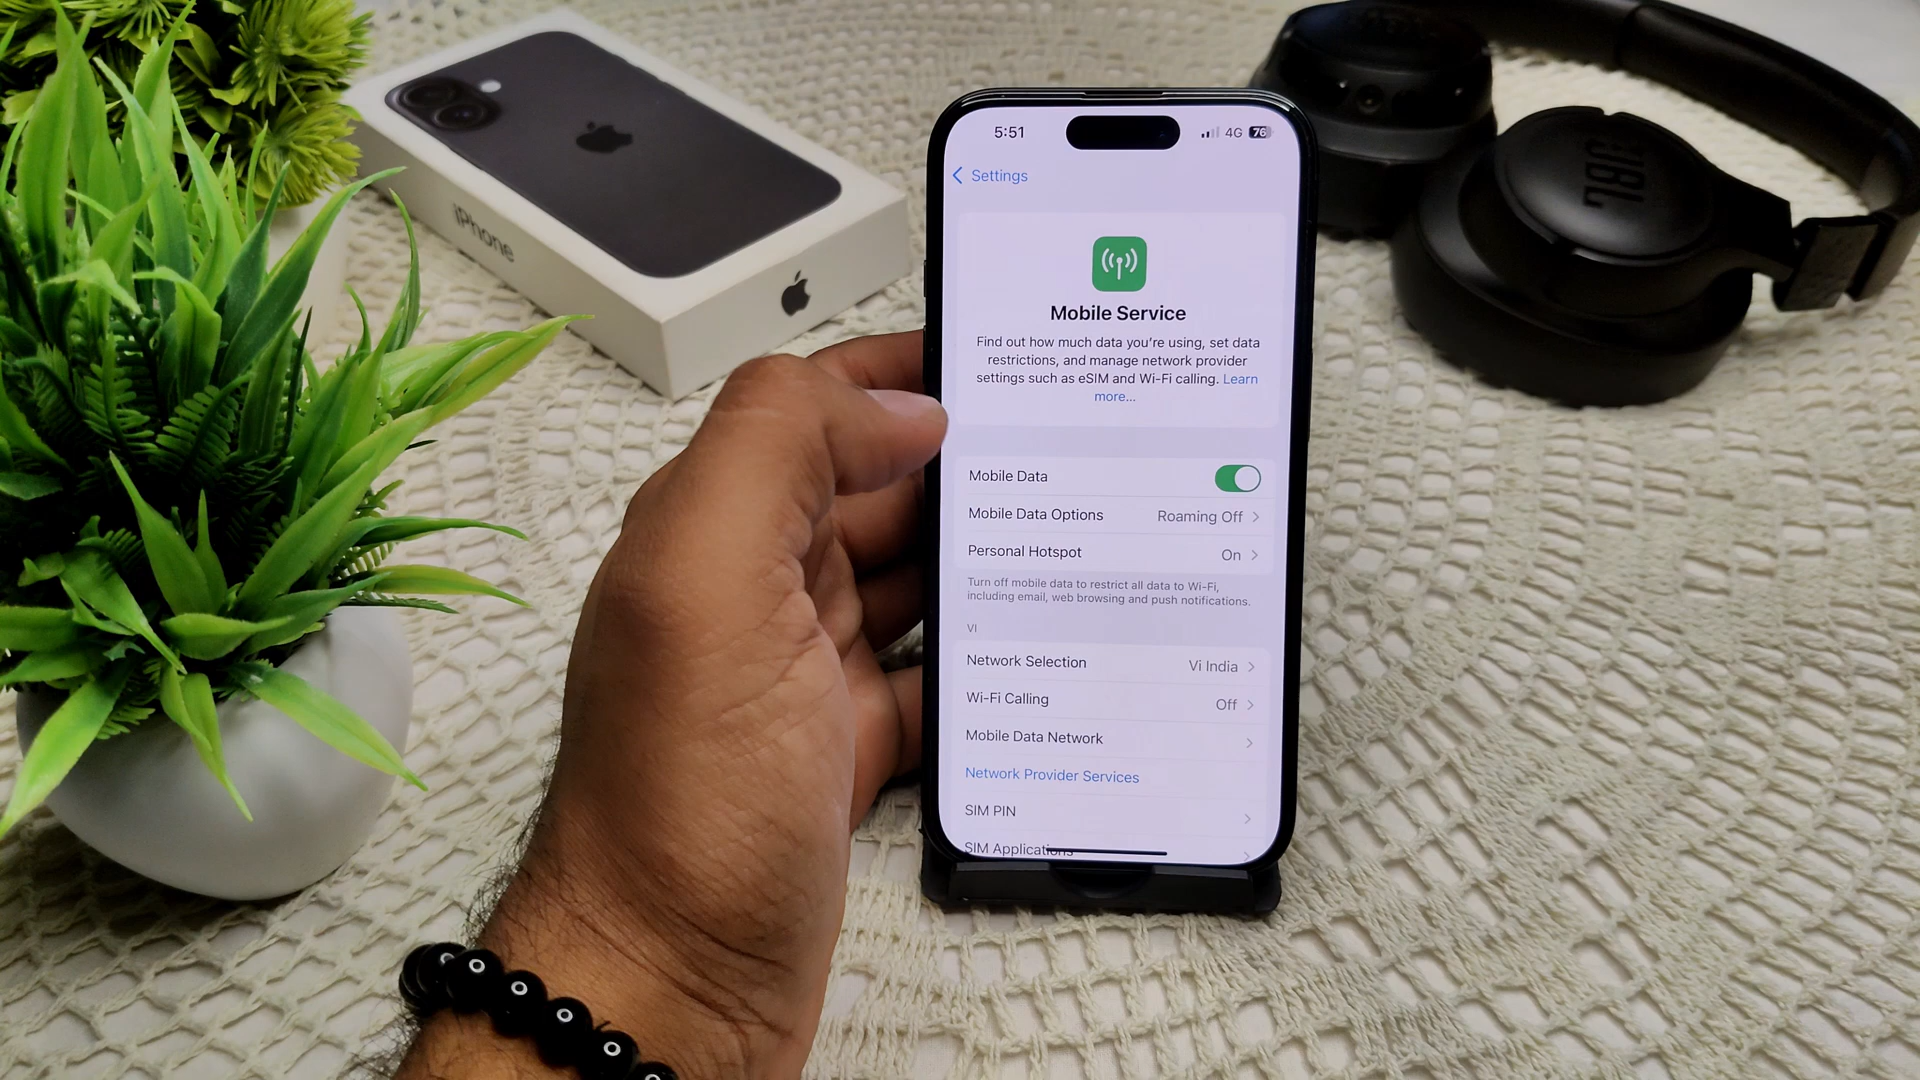 iPhone
JBL
5:51
4G 76
Settings
Mobile Service
Find out how much data you're using, set data
restrictions, and manage network provider
settings such as eSIM and Wi-Fi calling. Learn
more...
Mobile Data
Mobile Data Options Roaming Off
Personal Hotspot On
Turn off mobile data to restrict all data to Wi-Fi,
including email, web browsing and push notifications.
VI
Network Selection Vi India
Wi-Fi Calling Off
Mobile Data Network
Network Provider Services
SIM PIN
SIM Applications